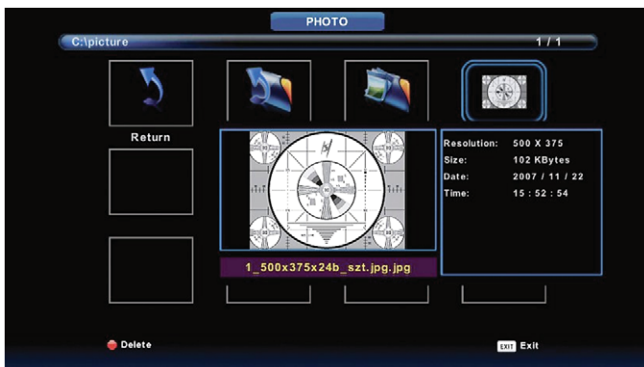 PHOTO
C:\picture
1 / 1
Return
Resolution: 500 X 375
Size: 102 KBytes
Date: 2007 / 11 / 22
Time: 15 : 52 : 54
1_500x375x24b_szt.jpg.jpg
Delete
EXIT Exit